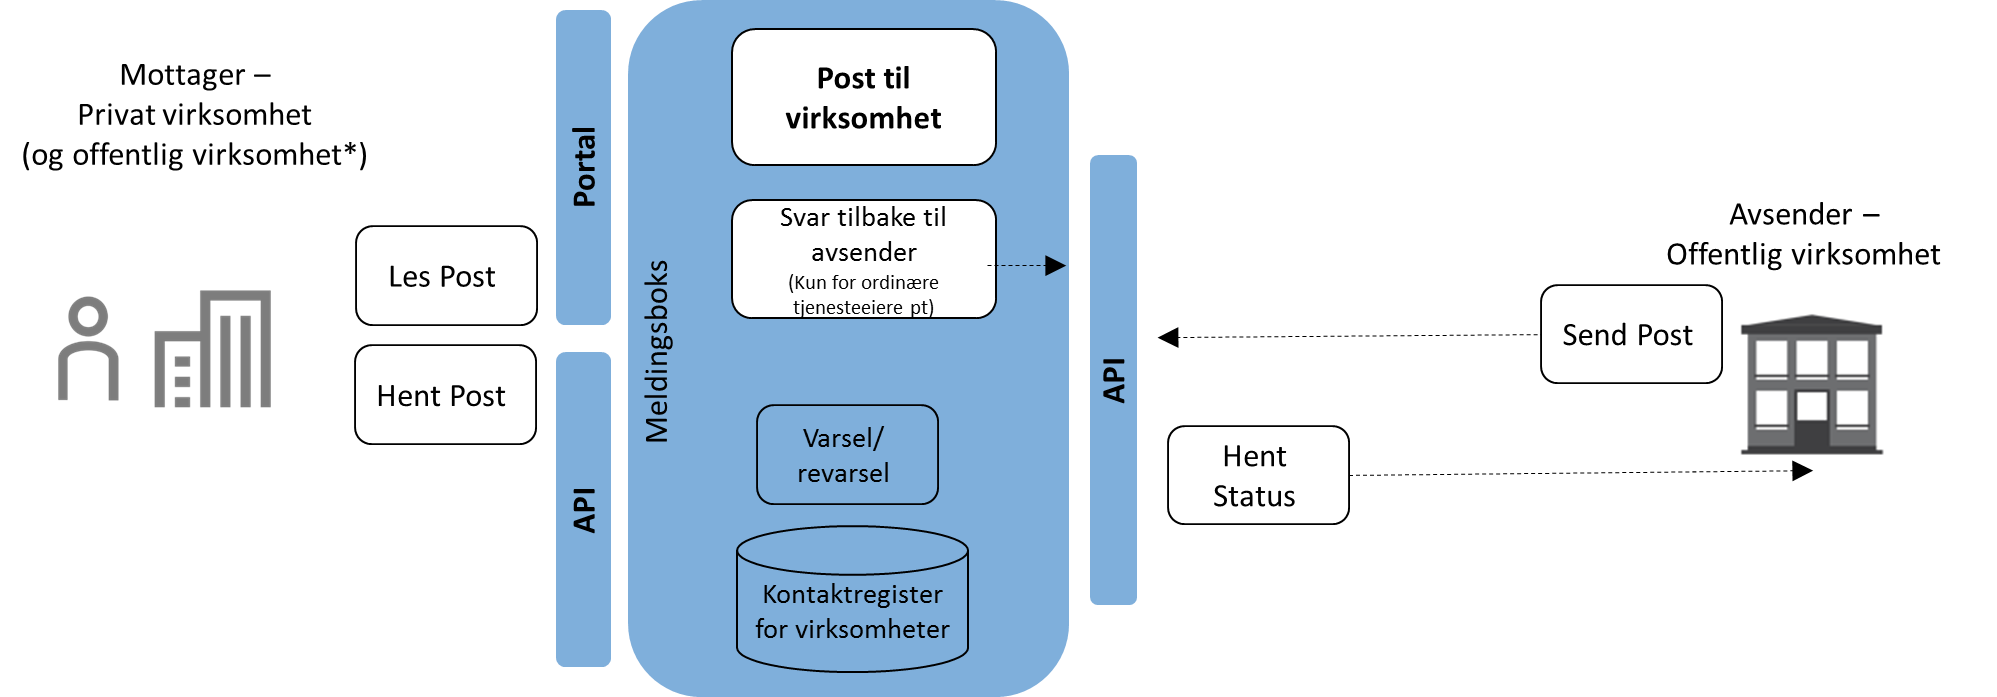 Mottager –
Privat virksomhet
(og offentlig virksomhet*)
Les Post
Hent Post
Portal
API
Meldingsboks
Post til
virksomhet
Svar tilbake til
avsender
(Kun for ordinære
tjenesteeiere pt)
Varsel/
revarsel
Kontaktregister
for virksomheter
API
Avsender –
Offentlig virksomhet
Send Post
Hent
Status